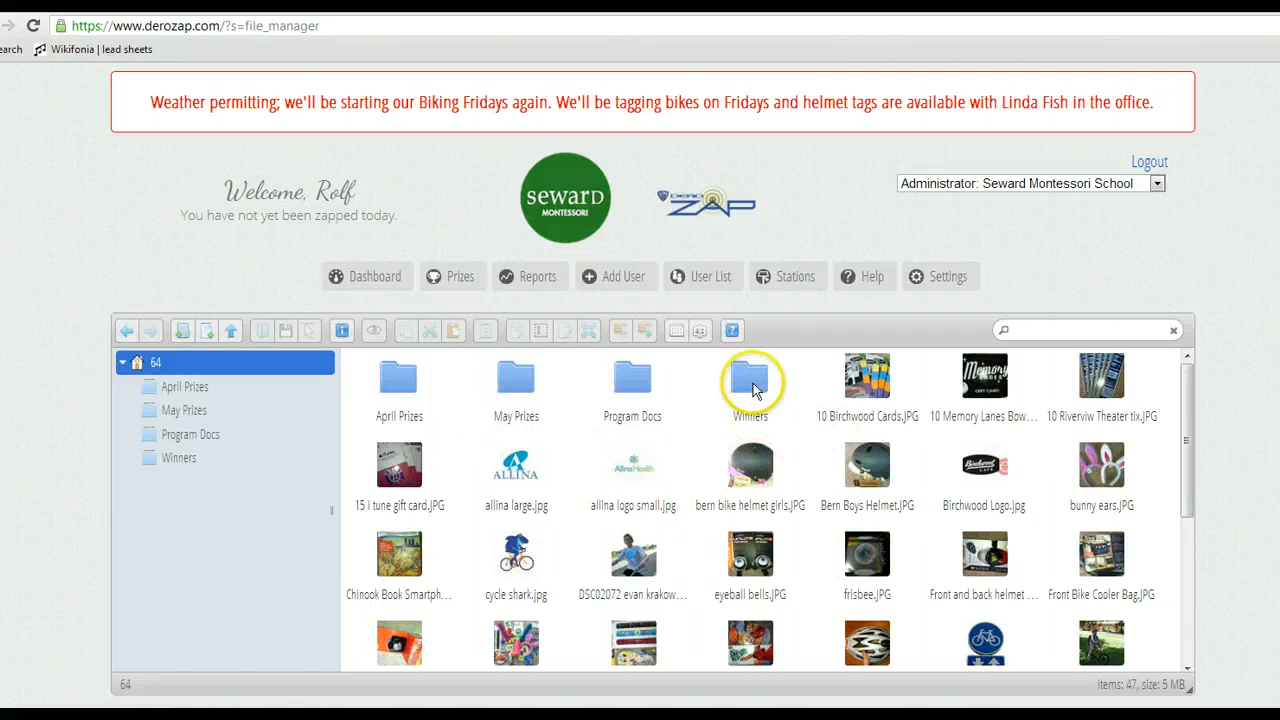 https://www.derozap.com/?s=file_manager
earch Wikifonia | lead sheets
Weather permitting; we'll be starting our Biking Fridays again. We'll be tagging bikes on Fridays and helmet tags are available with Linda Fish in the office.
Logout
Welcome, Rolf
You have not yet been zapped today.
seward
MONTESSORI
DERO
ZAP
Administrator: Seward Montessori School
Dashboard Prizes Reports Add User User List Stations Help Settings
64
April Prizes
May Prizes
Program Docs
Winners
April Prizes May Prizes Program Docs Winners 10 Birchwood Cards.JPG 10 Memory Lanes Bow... 10 Riverviw Theater tix.JPG
15 I tune gift card.JPG allina large.jpg allina logo small.jpg bern bike helmet girls.JPG Bern Boys Helmet.JPG Birchwood Logo.jpg bunny ears.JPG
Chinook Book Smartph... cycle shark.jpg DSC02072 evan krakow... eyeball bells.JPG frisbee.JPG Front and back helmet ... Front Bike Cooler Bag.JPG
64
items: 47, size: 5 MB